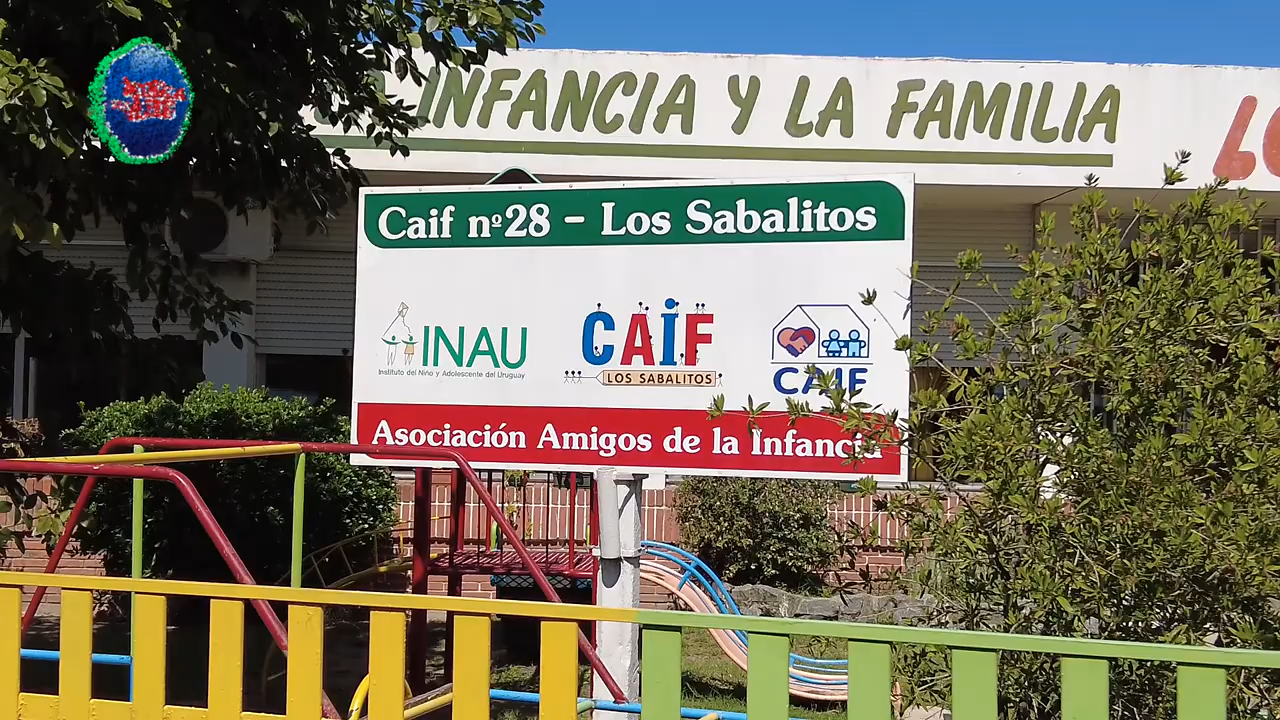 INFANCIA Y LA FAMILIA
Caif nº28 - Los Sabalitos
INAU
Instituto del Niño y Adolescente del Uruguay
CAIF
LOS SABALITOS
CAIF
Asociación Amigos de la Infancia